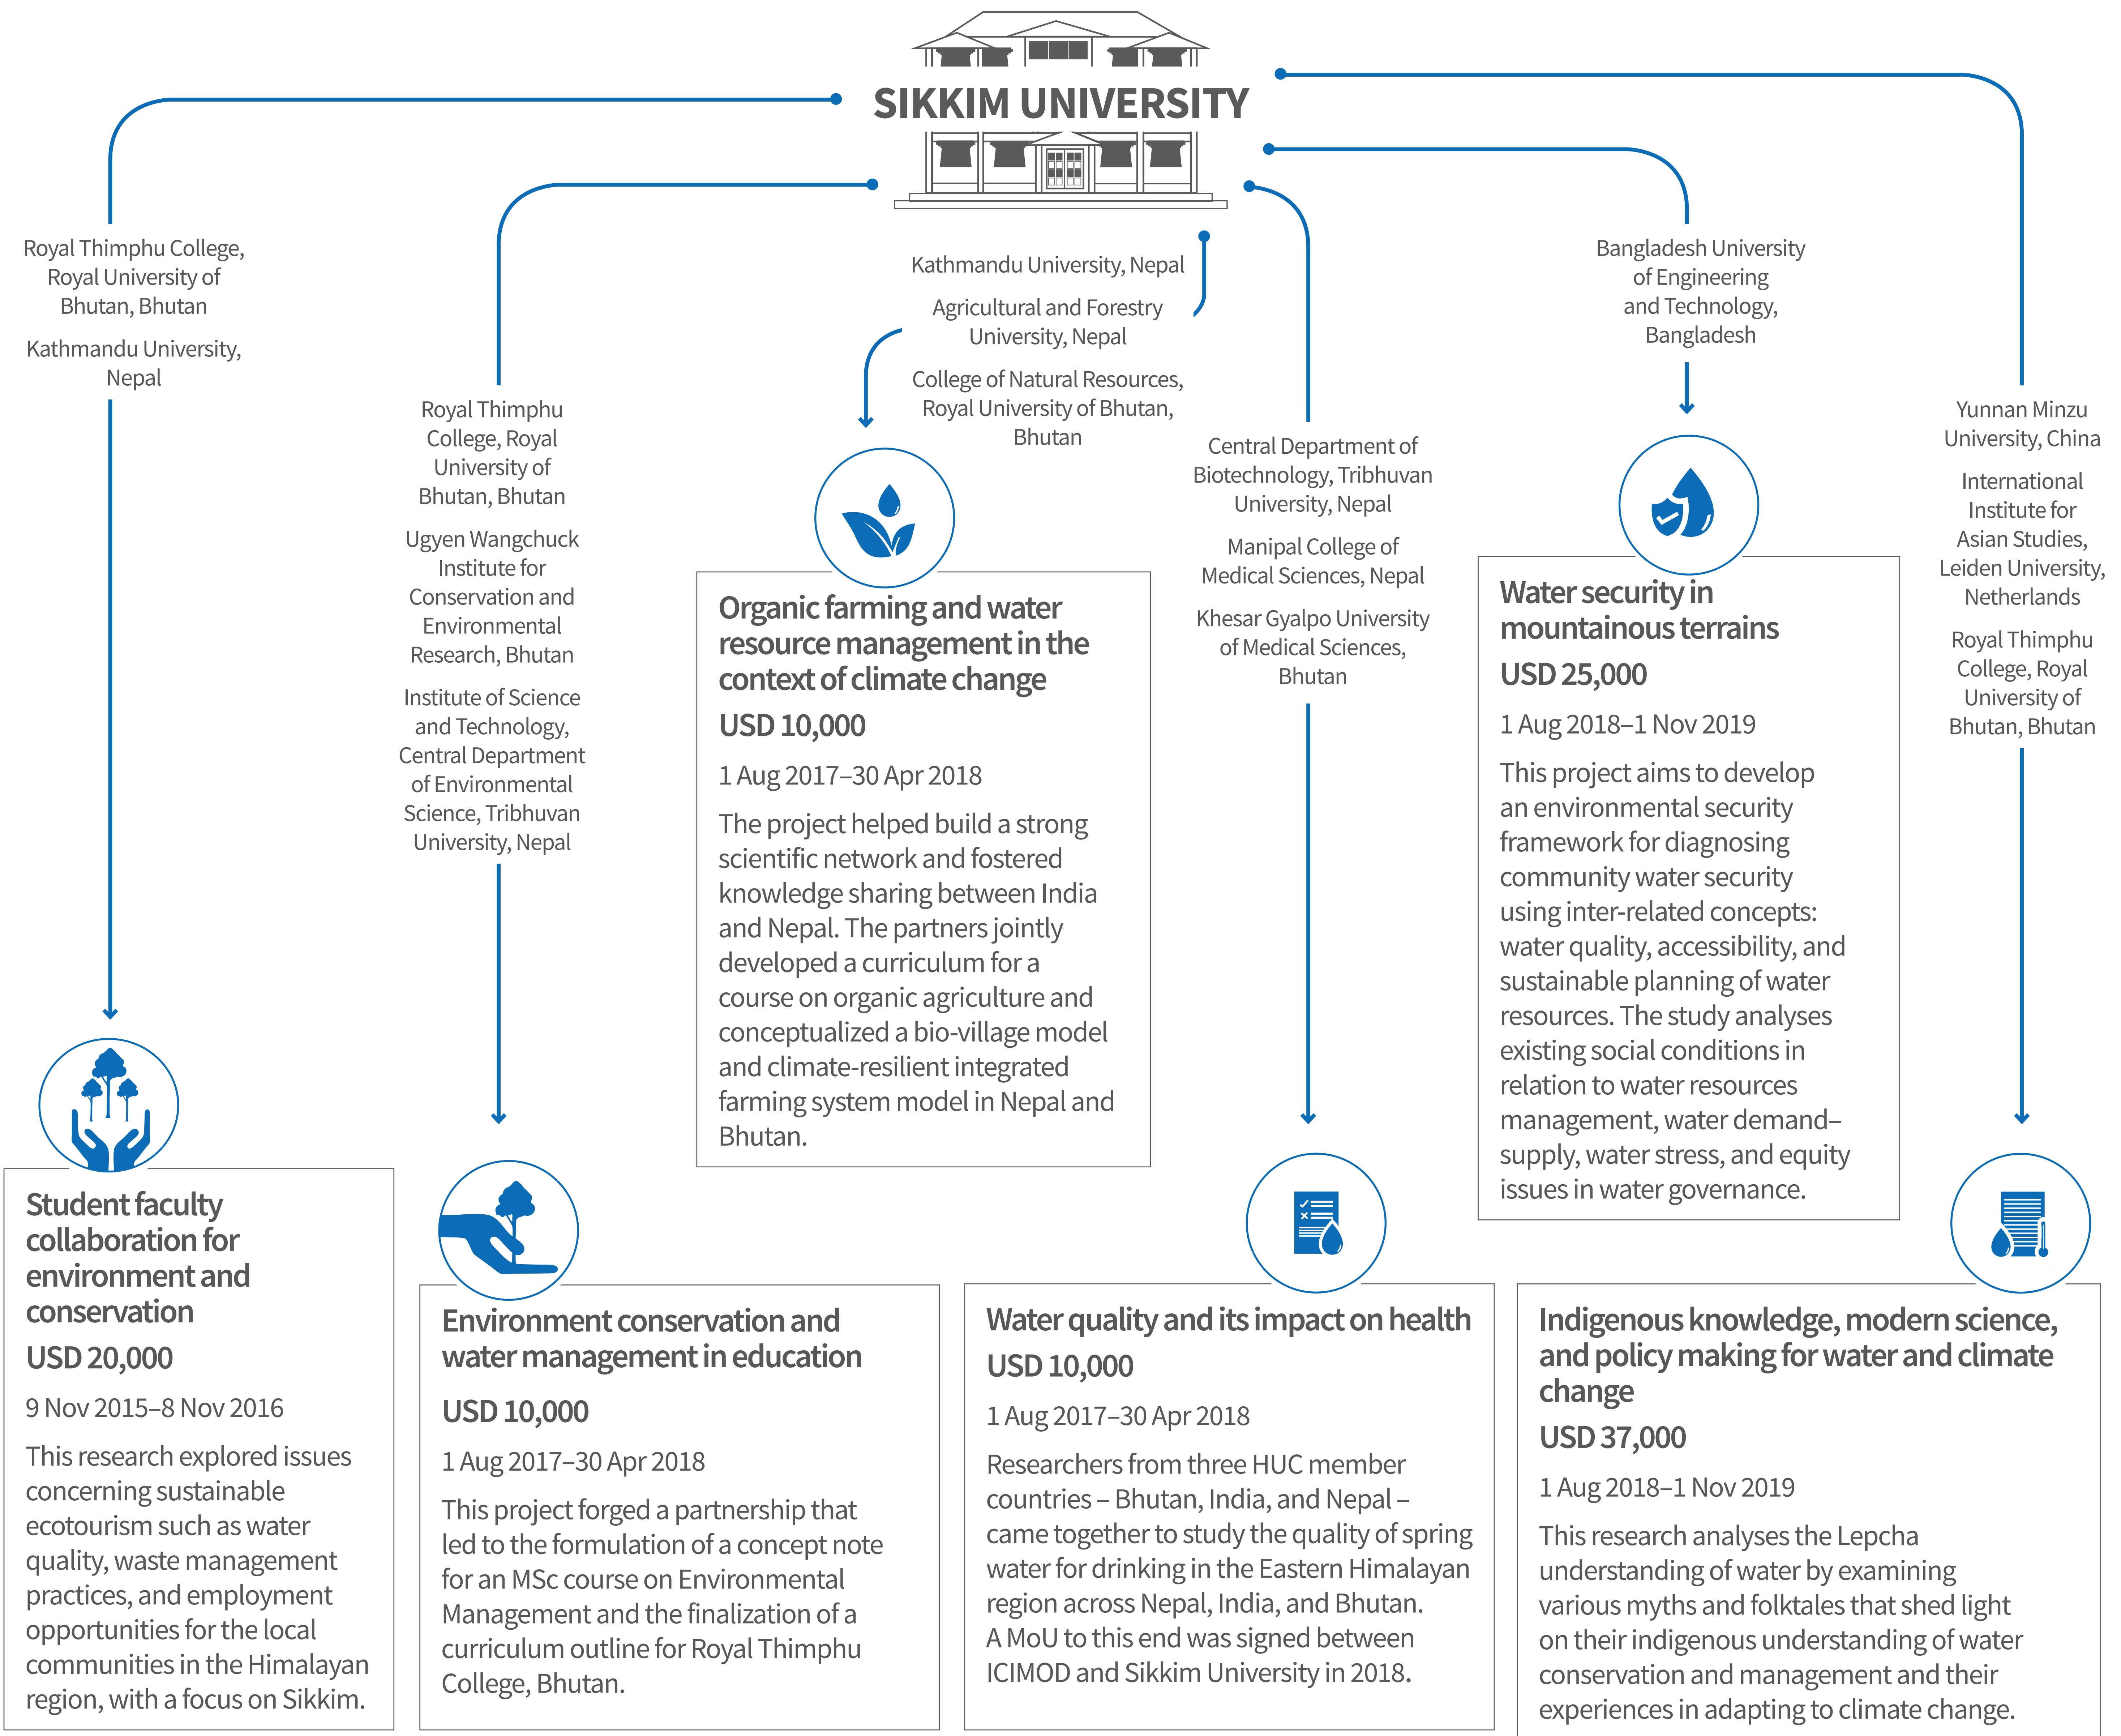 SIKKIM UNIVERSITY
Royal Thimphu College,
Royal University of
Bhutan, Bhutan
Kathmandu University,
Nepal
Student faculty
collaboration for
environment and
conservation
USD 20,000
9 Nov 2015–8 Nov 2016
This research explored issues
concerning sustainable
ecotourism such as water
quality, waste management
practices, and employment
opportunities for the local
communities in the Himalayan
region, with a focus on Sikkim.
Royal Thimphu
College, Royal
University of
Bhutan, Bhutan
Ugyen Wangchuck
Institute for
Conservation and
Environmental
Research, Bhutan
Institute of Science
and Technology,
Central Department
of Environmental
Science, Tribhuvan
University, Nepal
Environment conservation and
water management in education
USD 10,000
1 Aug 2017–30 Apr 2018
This project forged a partnership that
led to the formulation of a concept note
for an MSc course on Environmental
Management and the finalization of a
curriculum outline for Royal Thimphu
College, Bhutan.
Kathmandu University, Nepal
Agricultural and Forestry
University, Nepal
College of Natural Resources,
Royal University of Bhutan,
Bhutan
Organic farming and water
resource management in the
context of climate change
USD 10,000
1 Aug 2017–30 Apr 2018
The project helped build a strong
scientific network and fostered
knowledge sharing between India
and Nepal. The partners jointly
developed a curriculum for a
course on organic agriculture and
conceptualized a bio-village model
and climate-resilient integrated
farming system model in Nepal and
Bhutan.
Central Department of
Biotechnology, Tribhuvan
University, Nepal
Manipal College of
Medical Sciences, Nepal
Khesar Gyalpo University
of Medical Sciences,
Bhutan
Water quality and its impact on health
USD 10,000
1 Aug 2017–30 Apr 2018
Researchers from three HUC member
countries – Bhutan, India, and Nepal –
came together to study the quality of spring
water for drinking in the Eastern Himalayan
region across Nepal, India, and Bhutan.
A MoU to this end was signed between
ICIMOD and Sikkim University in 2018.
Bangladesh University
of Engineering
and Technology,
Bangladesh
Water security in
mountainous terrains
USD 25,000
1 Aug 2018–1 Nov 2019
This project aims to develop
an environmental security
framework for diagnosing
community water security
using inter-related concepts:
water quality, accessibility, and
sustainable planning of water
resources. The study analyses
existing social conditions in
relation to water resources
management, water demand–
supply, water stress, and equity
issues in water governance.
Yunnan Minzu
University, China
International
Institute for
Asian Studies,
Leiden University,
Netherlands
Royal Thimphu
College, Royal
University of
Bhutan, Bhutan
Indigenous knowledge, modern science,
and policy making for water and climate
change
USD 37,000
1 Aug 2018–1 Nov 2019
This research analyses the Lepcha
understanding of water by examining
various myths and folktales that shed light
on their indigenous understanding of water
conservation and management and their
experiences in adapting to climate change.